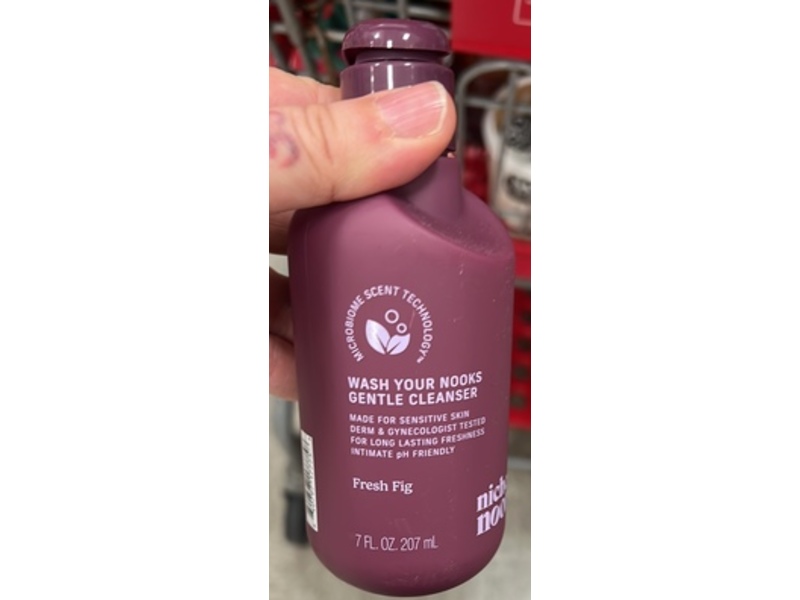 MICROBIOME SCENT TECHNOLOGY™
WASH YOUR NOOKS
GENTLE CLEANSER
MADE FOR SENSITIVE SKIN
DERM & GYNECOLOGIST TESTED
FOR LONG LASTING FRESHNESS
INTIMATE pH FRIENDLY
Fresh Fig
7 FL. OZ. 207 mL